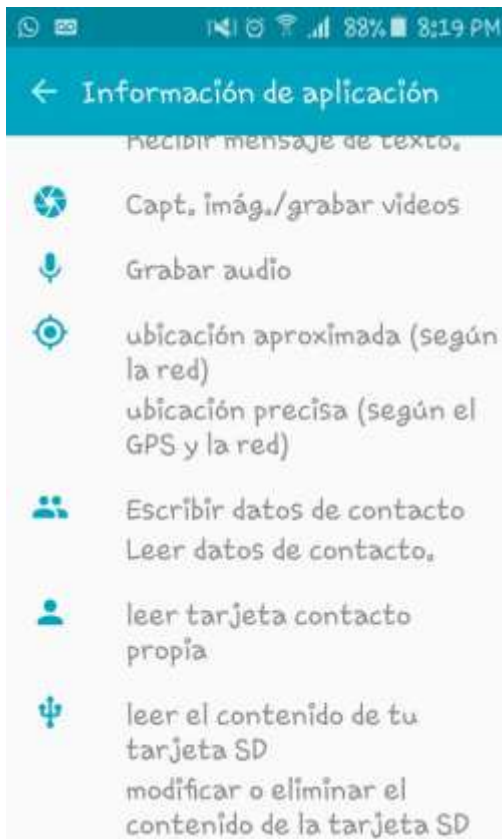 88% 8:19 PM
Información de aplicación
Recibir mensaje de texto.
Capt. imág./grabar videos
Grabar audio
ubicación aproximada (según
la red)
ubicación precisa (según el
GPS y la red)
Escribir datos de contacto
Leer datos de contacto.
leer tarjeta contacto
propia
leer el contenido de tu
tarjeta SD
modificar o eliminar el
contenido de la tarjeta SD